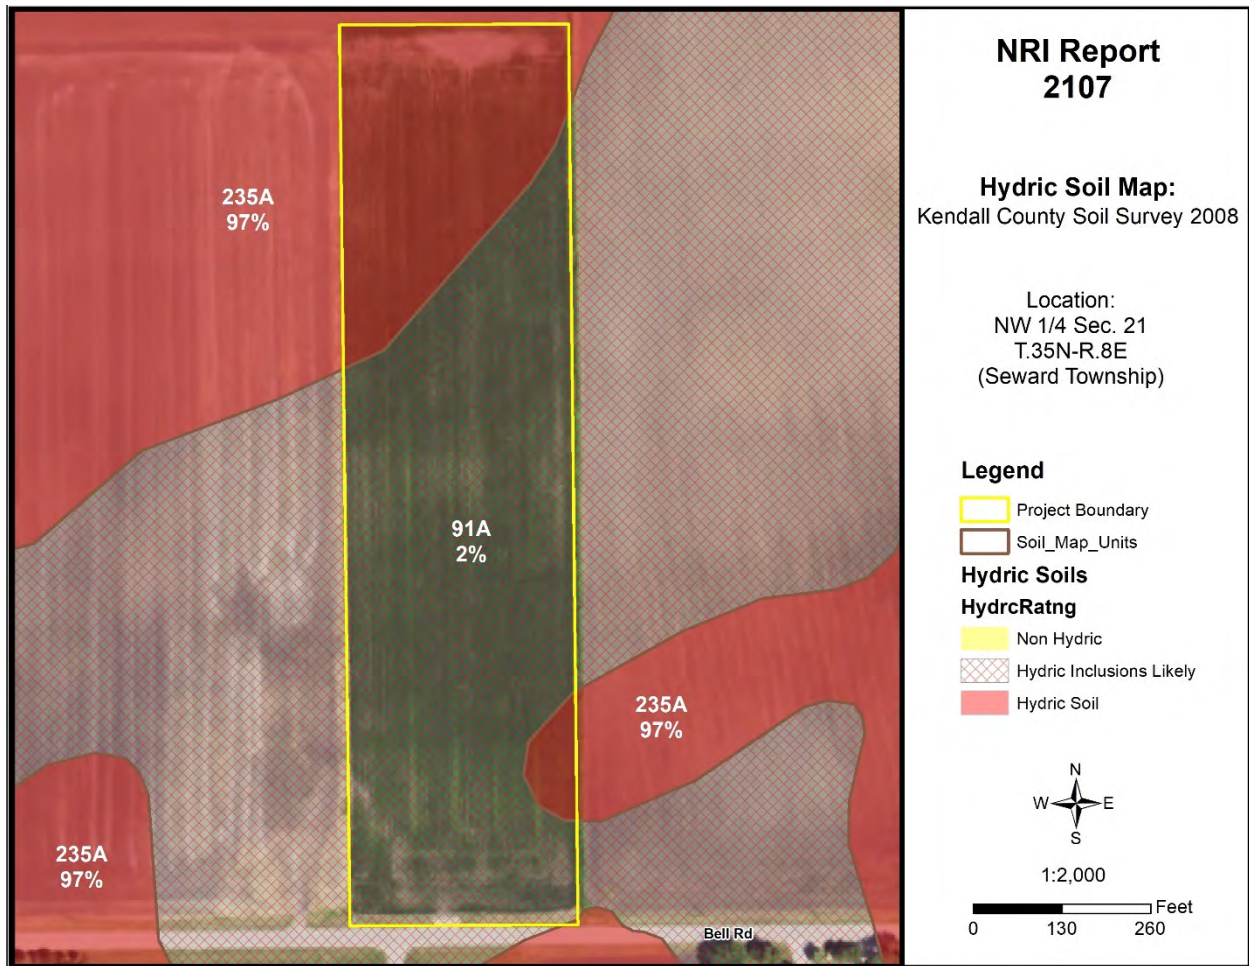 235A
97%
91A
2%
235A
97%
235A
97%
Bell Rd
NRI Report
2107
Hydric Soil Map:
Kendall County Soil Survey 2008
Location:
NW 1/4 Sec. 21
T.35N-R.8E
(Seward Township)
Legend
Project Boundary
Soil_Map_Units
Hydric Soils
HydrcRatng
Non Hydric
Hydric Inclusions Likely
Hydric Soil
N
W E
S
1:2,000
Feet
0 130 260